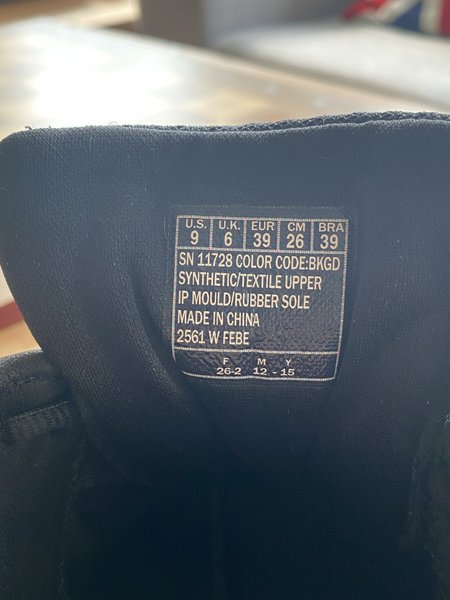 U.S. U.K. EUR CM BRA
9 6 39 26 39
SN 11728 COLOR CODE:BKGD
SYNTHETIC/TEXTILE UPPER
IP MOULD/RUBBER SOLE
MADE IN CHINA
2561 W FEBE
F M Y
26-2 12 - 15